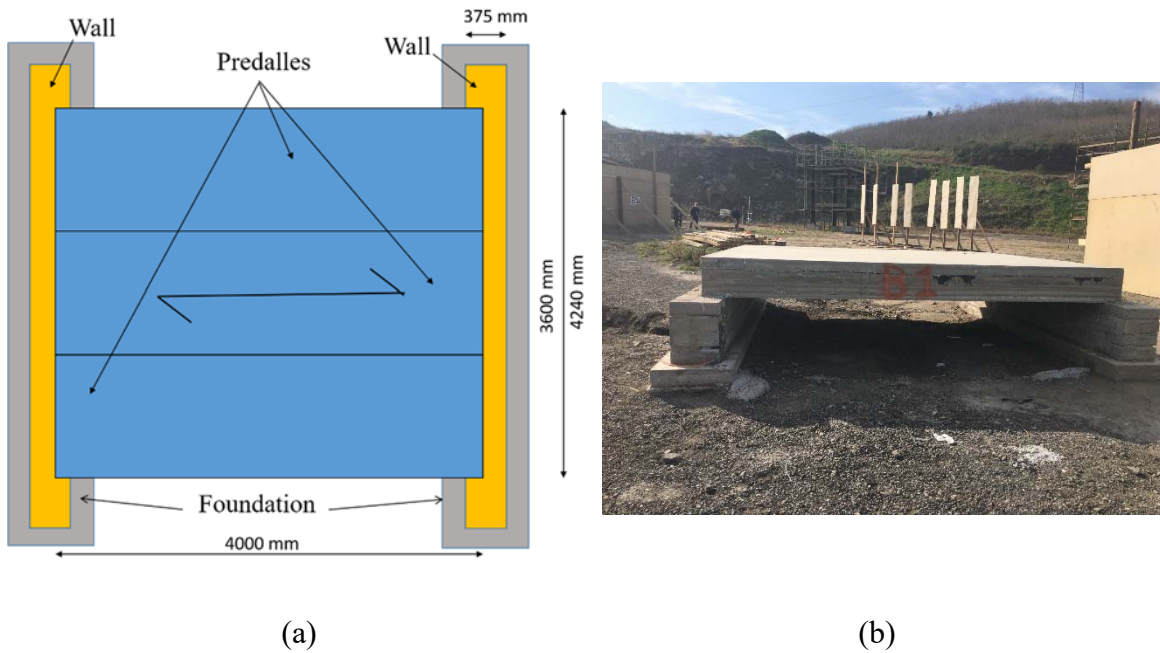 375 mm
Wall
Wall
Predalles
3600 mm
4240 mm
Foundation
4000 mm
B1
(a)
(b)